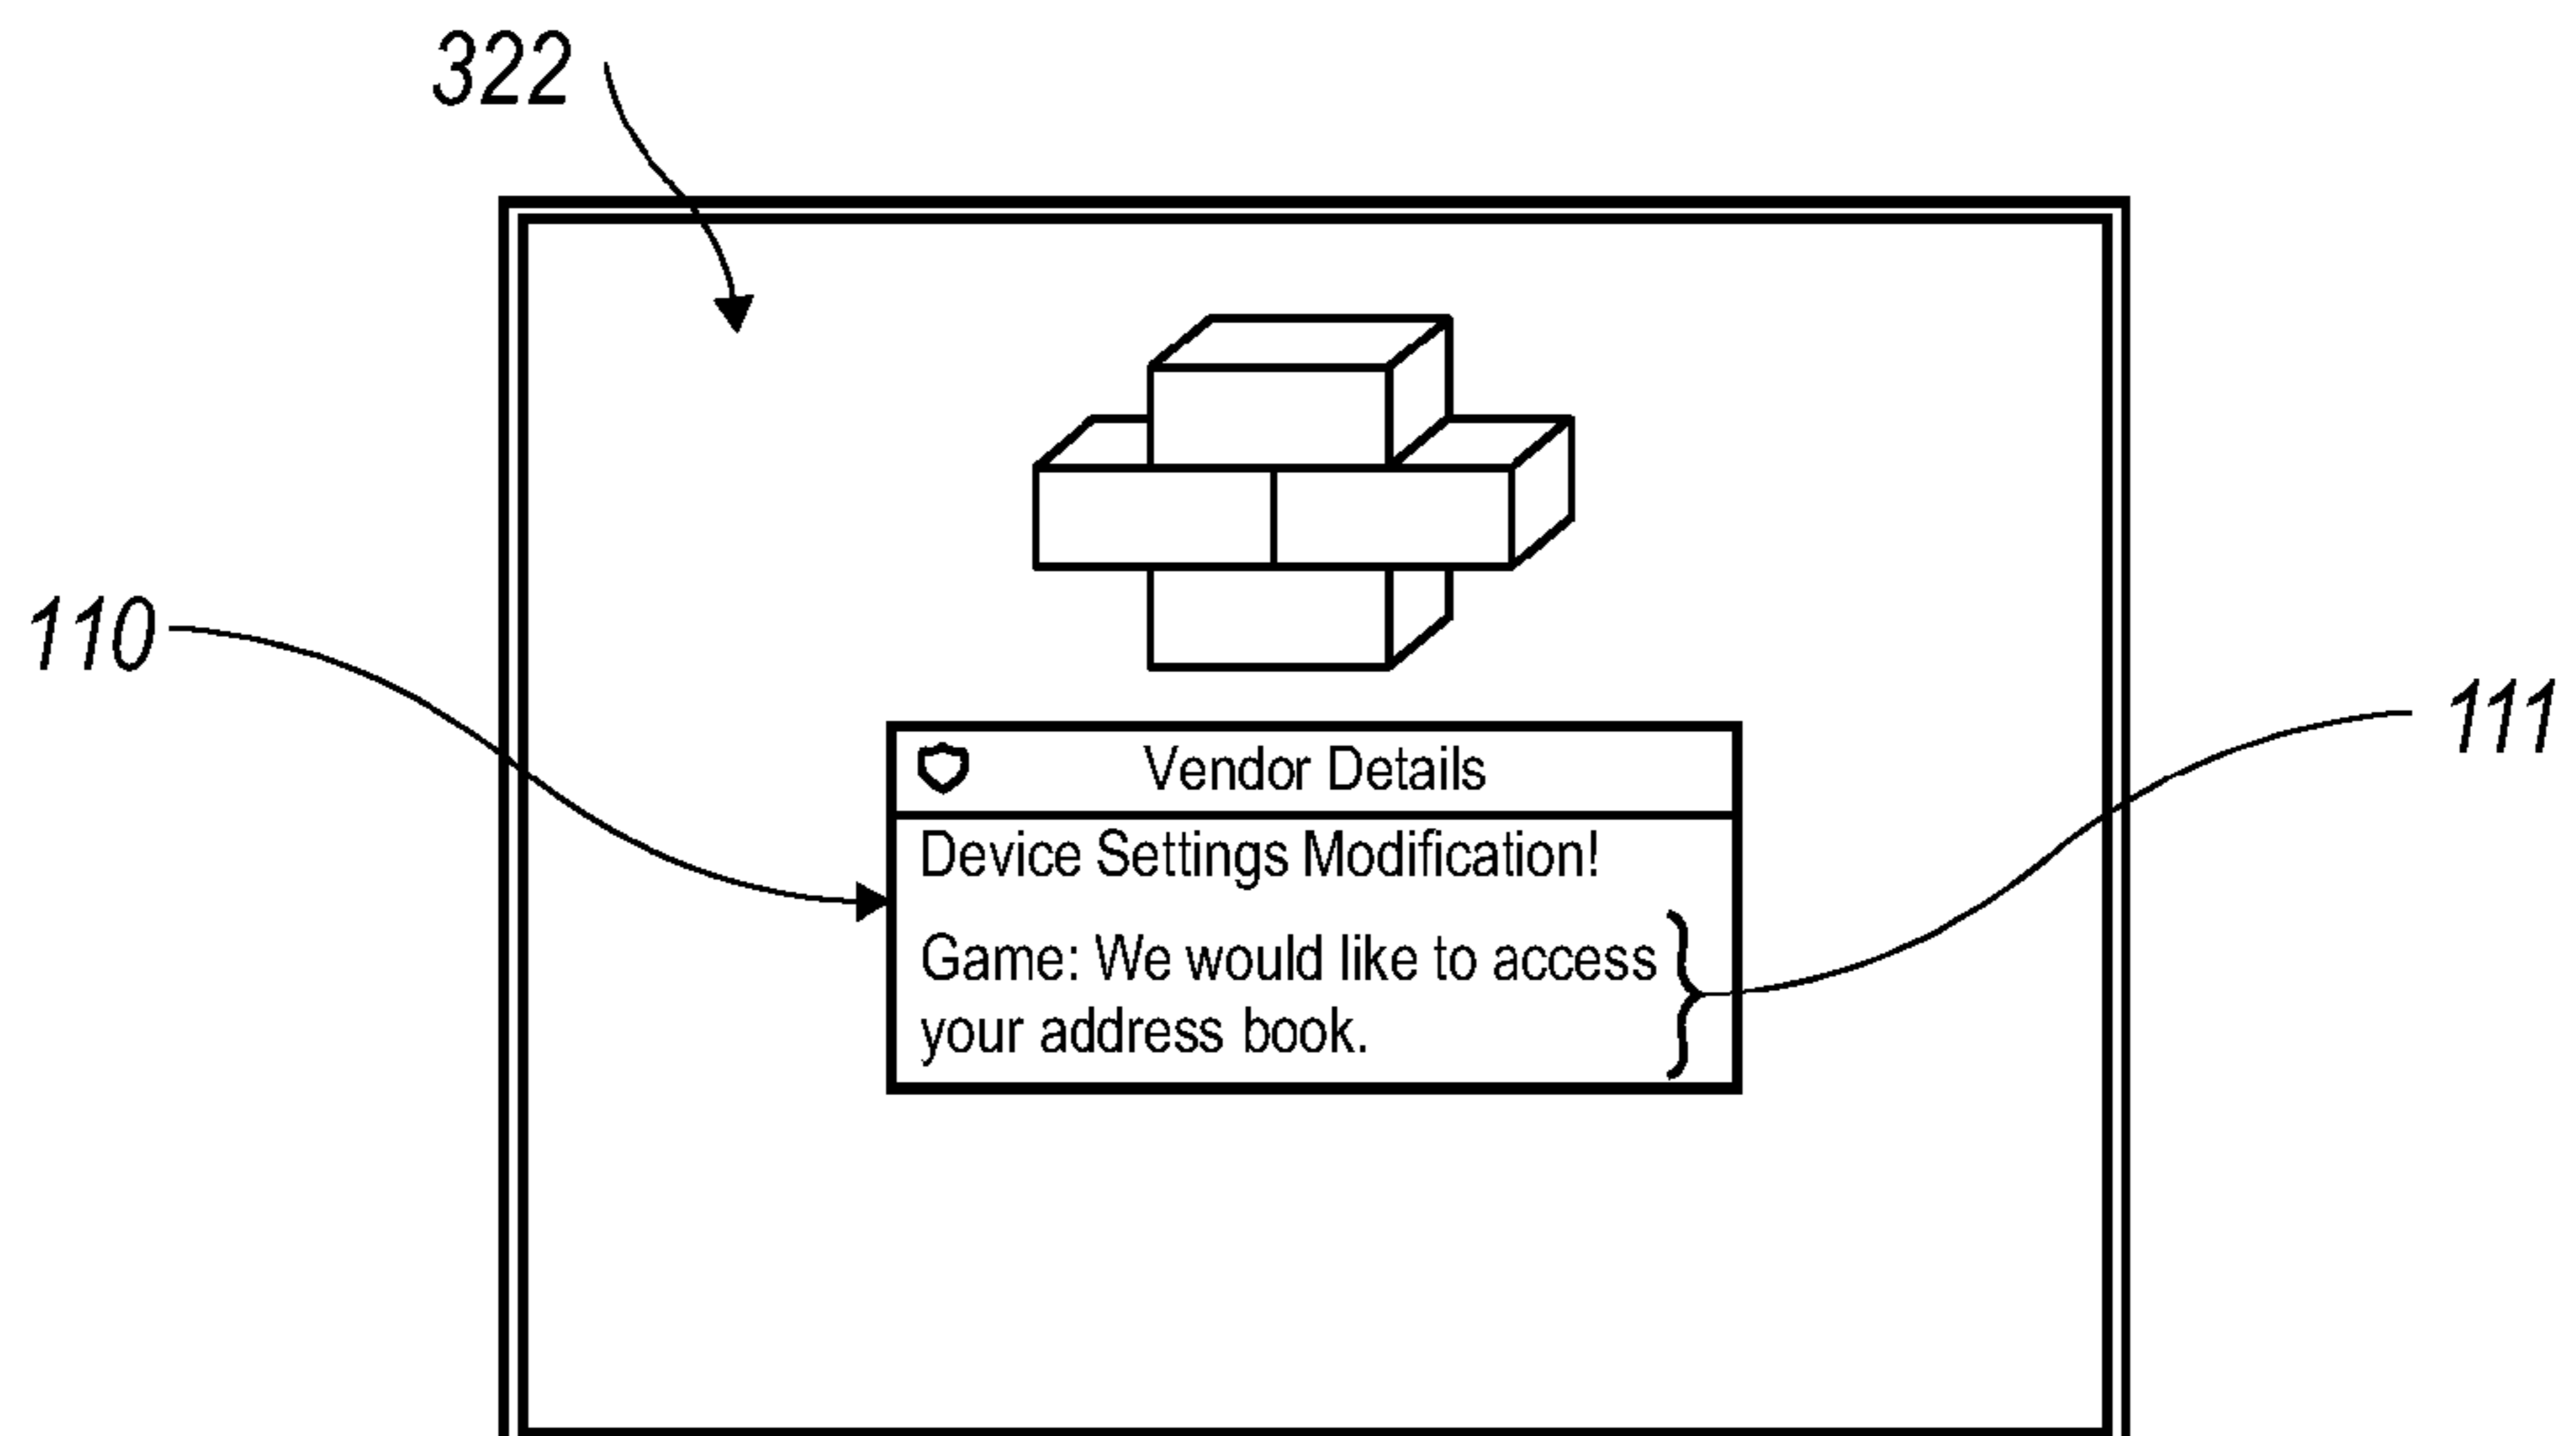 322
110
111
Vendor Details
Device Settings Modification!
Game: We would like to access
your address book.